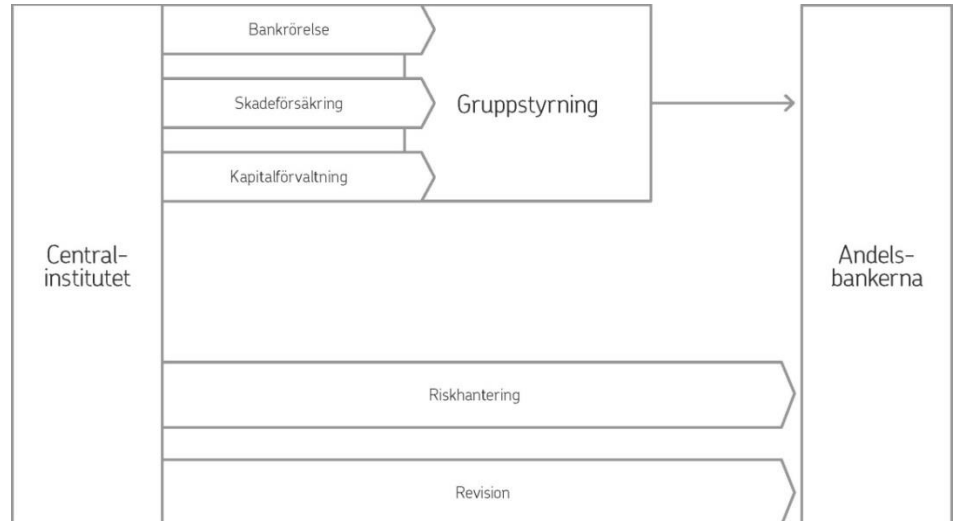 Bankrörelse
Skadeförsäkring
Gruppstyrning
Kapitalförvaltning
Central-
institutet
Andels-
bankerna
Riskhantering
Revision